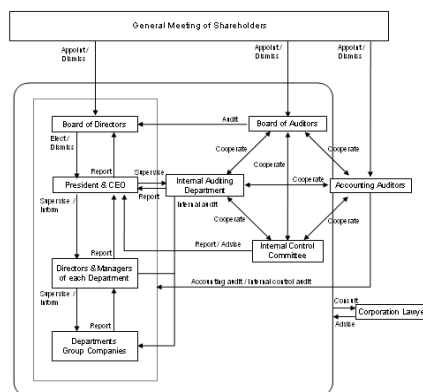 General Meeting of Shareholders
Appoint /
Dismiss
Appoint /
Dismiss
Appoint /
Dismiss
Board of Directors
Audit
Board of Auditors
Elect /
Dismiss
Cooperate
Cooperate
Cooperate
Cooperate
Report
Supervise
President & CEO
Internal Auditing
Department
Accounting Auditors
Report
Supervise /
Inform
Internal audit
Cooperate
Cooperate
Report / Advise
Internal Control
Committee
Report
Directors & Managers
of each Department
Accounting audit / Internal control audit
Supervise /
Inform
Report
Consult
Corporation Lawye
Advise
Departments
Group Companies